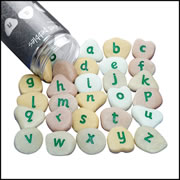 a b c
d e f
g h i j k
l m n o p
q r s t u
v w x y z